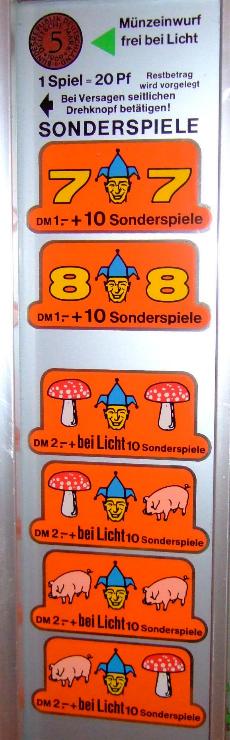 5
Münzeinwurf
frei bei Licht
1 Spiel = 20 Pf
Restbetrag
wird vorgelegt
Bei Versagen seitlichen
Drehknopf betätigen!
SONDERSPIELE
7 7
DM 1,- + 10 Sonderspiele
8 8
DM 1,- + 10 Sonderspiele
DM 2,- + bei Licht 10 Sonderspiele
DM 2,- + bei Licht 10 Sonderspiele
DM 2,- + bei Licht 10 Sonderspiele
DM 2,- + bei Licht 10 Sonderspiele